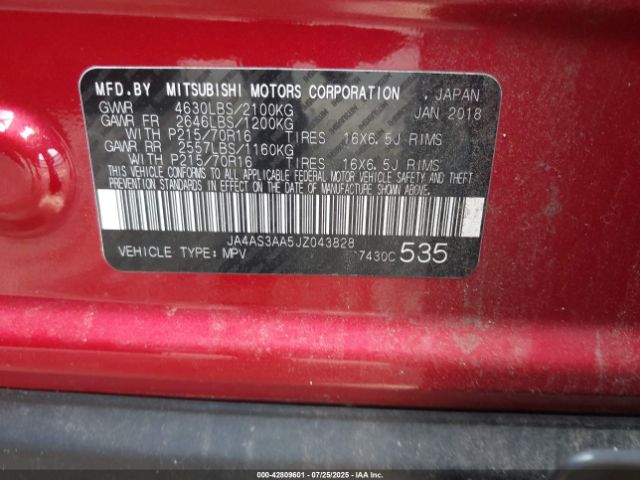 MFD.BY MITSUBISHI MOTORS CORPORATION , JAPAN
GVWR 4630LBS/2100KG JAN 2018
GAWR FR 2646LBS/1200KG
WITH P215/70R16 TIRES 16X6.5J RIMS
GAWR RR 2557LBS/1160KG
WITH P215/70R16 TIRES 16X6.5J RIMS
THIS VEHICLE CONFORMS TO ALL APPLICABLE FEDERAL MOTOR VEHICLE SAFETY AND THEFT
PREVENTION STANDARDS IN EFFECT ON THE DATE OF MANUFACTURE SHOWN ABOVE.
JA4AS3AA5JZ043828
VEHICLE TYPE: MPV 7430C 535
000-42809601 | 07/25/2025 | Copyright © IAA, LLC